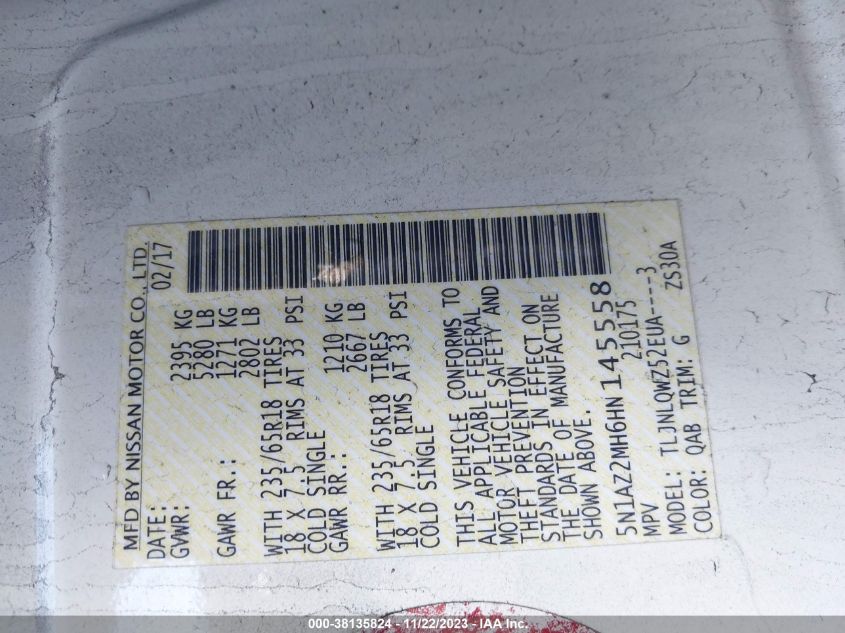 MFD BY NISSAN MOTOR CO., LTD.
DATE: 02/17
GVWR: 2395 KG
5280 LB
GAWR FR.: 1271 KG
2802 LB
WITH 235/65R18 TIRES
18 X 7.5 RIMS AT 33 PSI
COLD SINGLE
GAWR RR.: 1210 KG
2667 LB
WITH 235/65R18 TIRES
18 X 7.5 RIMS AT 33 PSI
COLD SINGLE
THIS VEHICLE CONFORMS TO
ALL APPLICABLE FEDERAL
MOTOR VEHICLE SAFETY AND
THEFT PREVENTION
STANDARDS IN EFFECT ON
THE DATE OF MANUFACTURE
SHOWN ABOVE.
5N1AZ2MH6HN145558
MPV 210175
MODEL: TLJNLQWZ52EUA----3
COLOR: QAB TRIM: G ZS30A
000-38135824 - 11/22/2023 - IAA Inc.